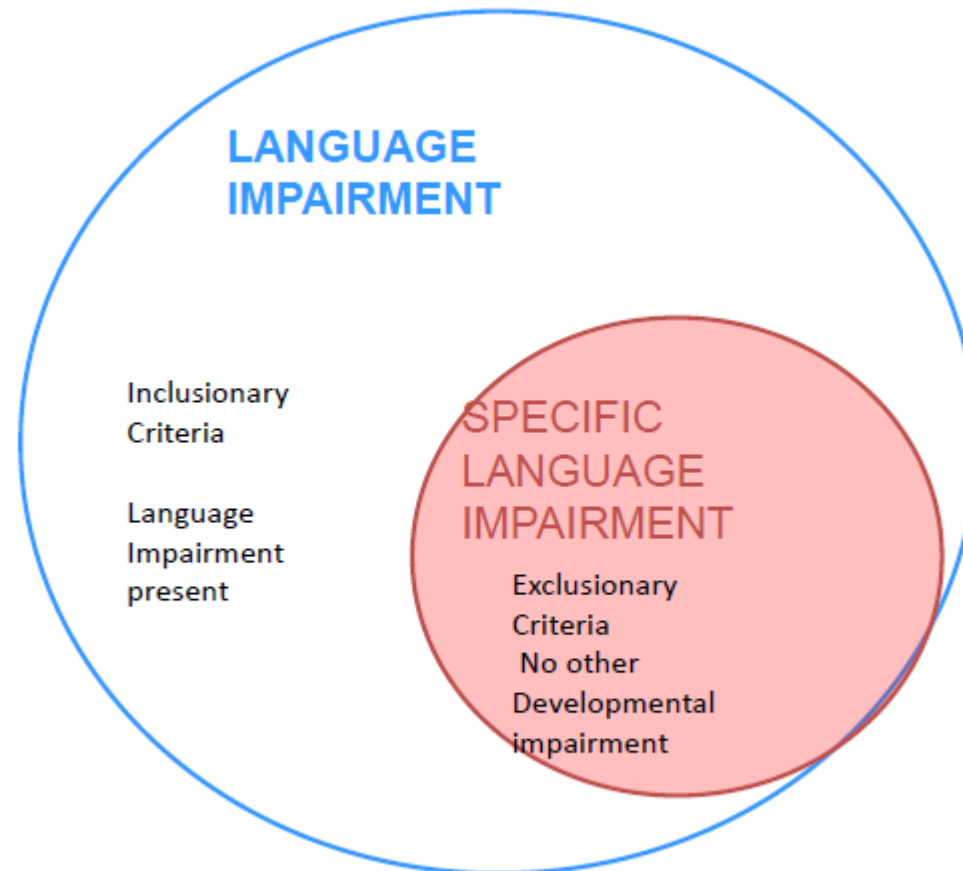 LANGUAGE
IMPAIRMENT
Inclusionary
Criteria
Language
Impairment
present
SPECIFIC
LANGUAGE
IMPAIRMENT
Exclusionary
Criteria
No other
Developmental
impairment